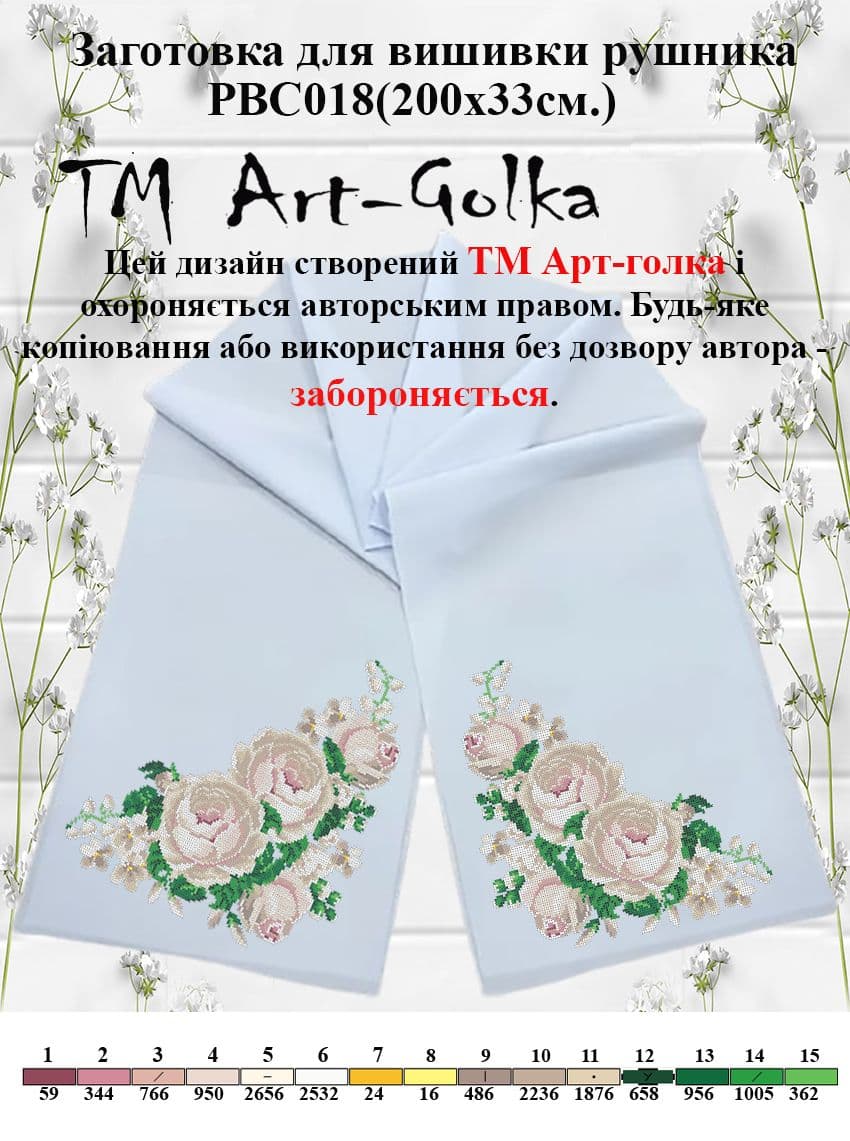 Заготовка для вишивки рушника
РВС018(200х33см.)
TM Art-Golka
Цей дизайн створений ТМ Арт-голка і
охороняється авторським правом. Будь-яке
копіювання або використання без дозвору автора -
забороняється.
1 2 3 4 5 6 7 8 9 10 11 12 13 14 15
59 344 766 950 2656 2532 24 16 486 2236 1876 658 956 1005 362